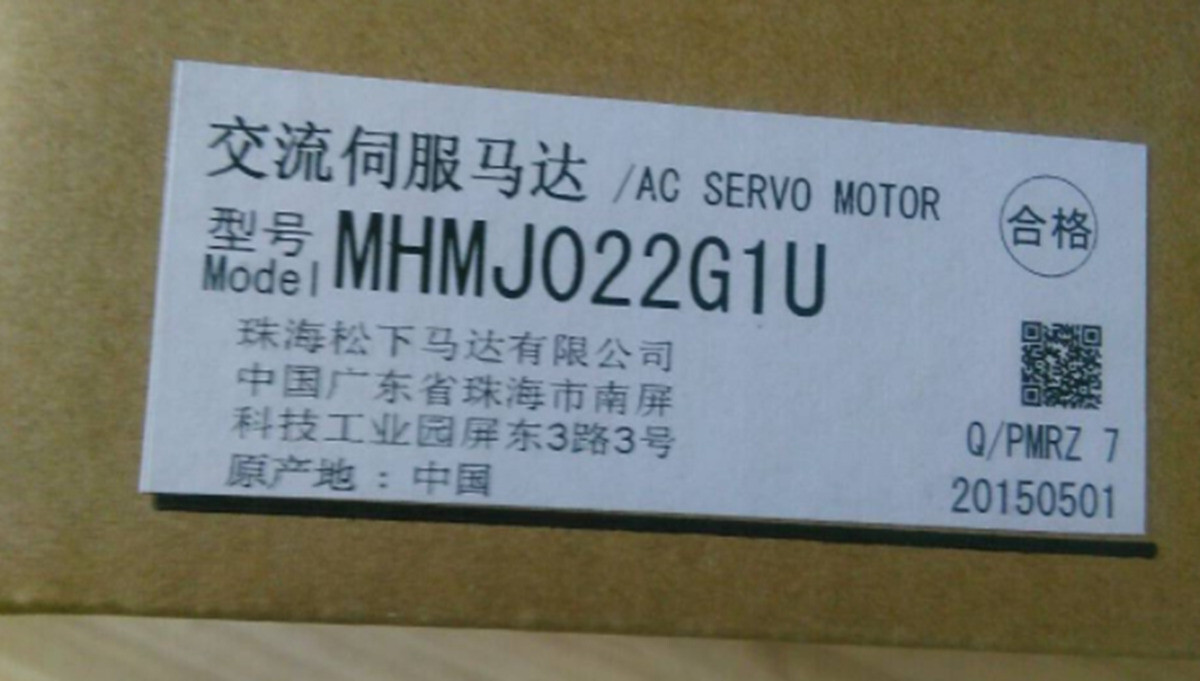 交流伺服马达 /AC SERVO MOTOR
合格
型号
Model MHMJ022G1U
珠海松下马达有限公司
中国广东省珠海市南屏
科技工业园屏东3路3号
原产地：中国
Q/PMRZ 7
20150501